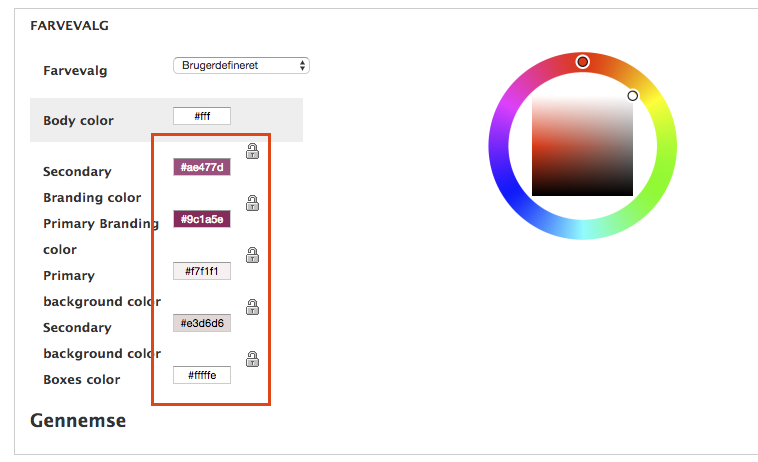 FARVEVALG
Farvevalg Brugerdefineret
Body color #fff
Secondary #ae477d
Branding color
Primary Branding #9c1a5e
color
Primary #f7f1f1
background color
Secondary #e3d6d6
background color
Boxes color #fffffe
Gennemse